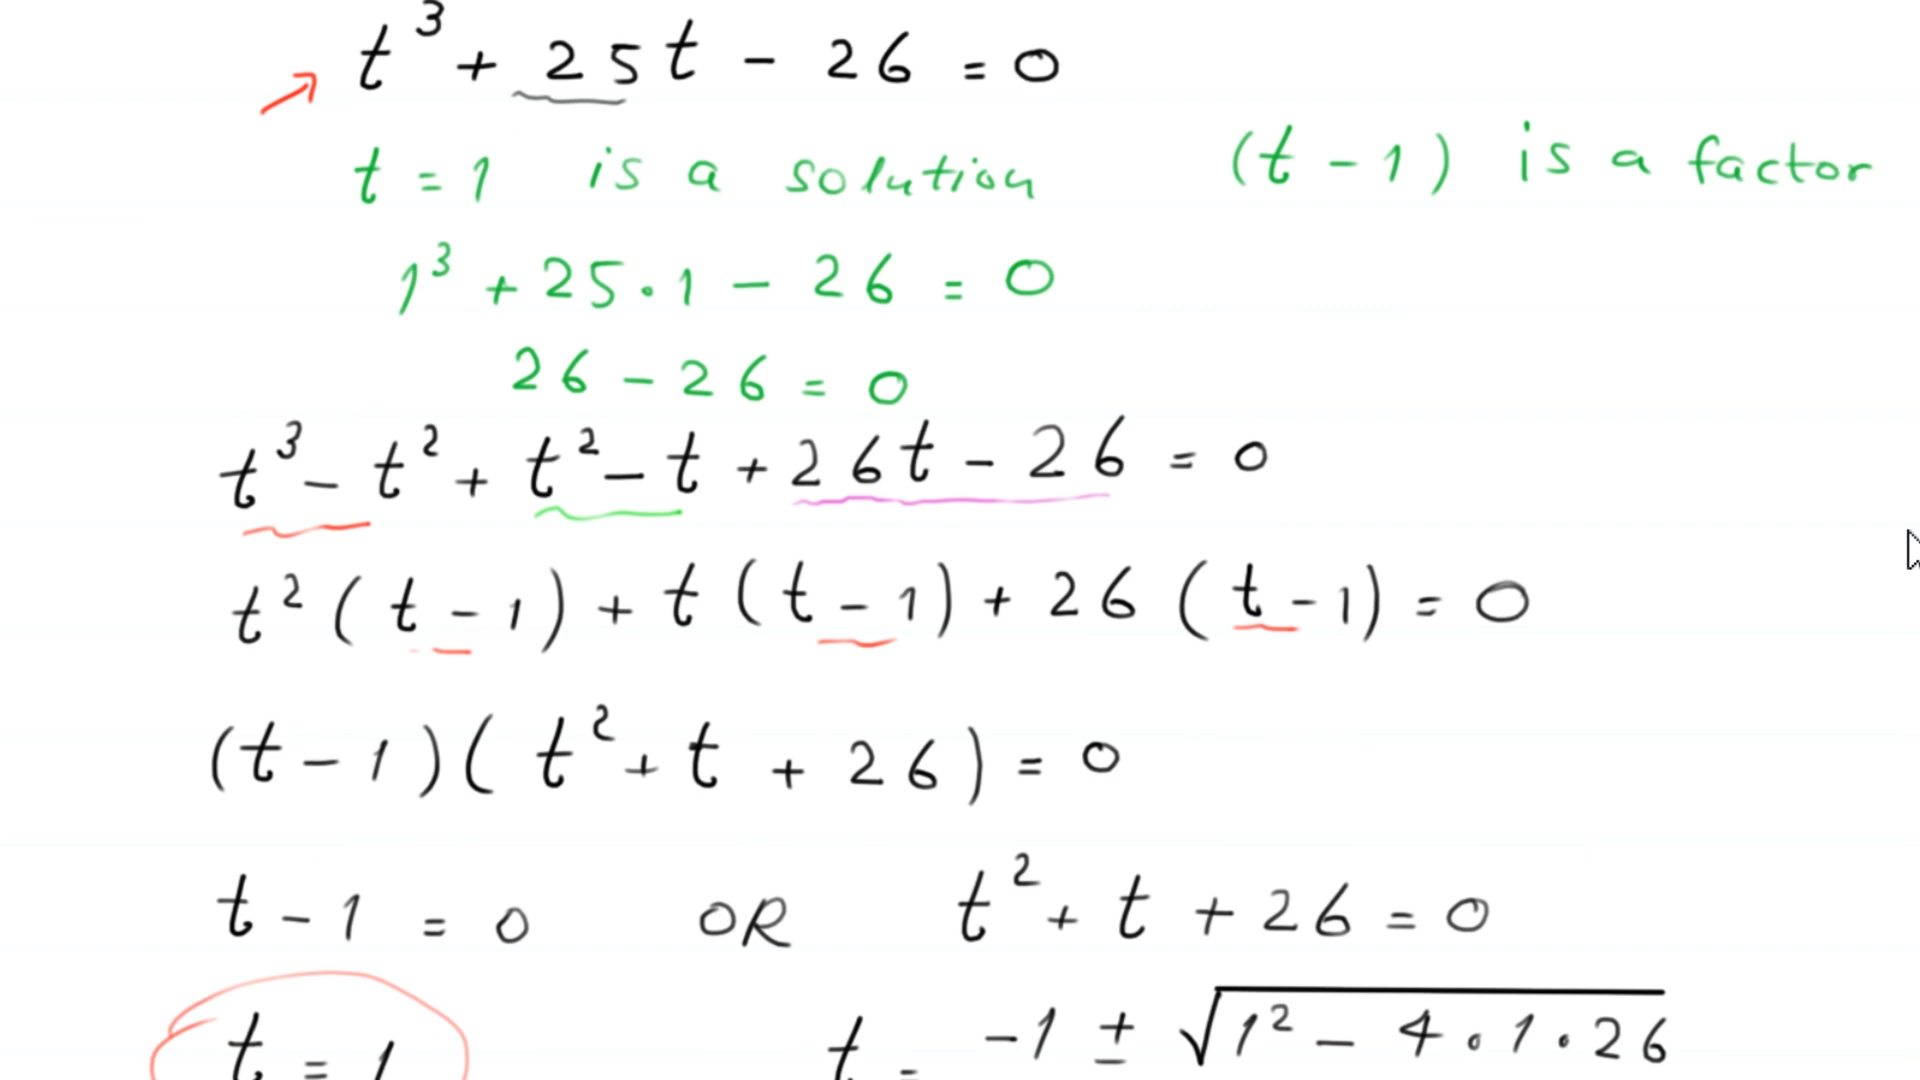 t³ + 25t - 26 = 0
t = 1 is a solution (t - 1) is a factor
1³ + 25·1 - 26 = 0
26 - 26 = 0
t³ - t² + t² - t + 26t - 26 = 0
t²(t - 1) + t(t - 1) + 26(t - 1) = 0
(t - 1)(t² + t + 26) = 0
t - 1 = 0 OR t² + t + 26 = 0
t = 1 t = -1 ± √1² - 4·1·26